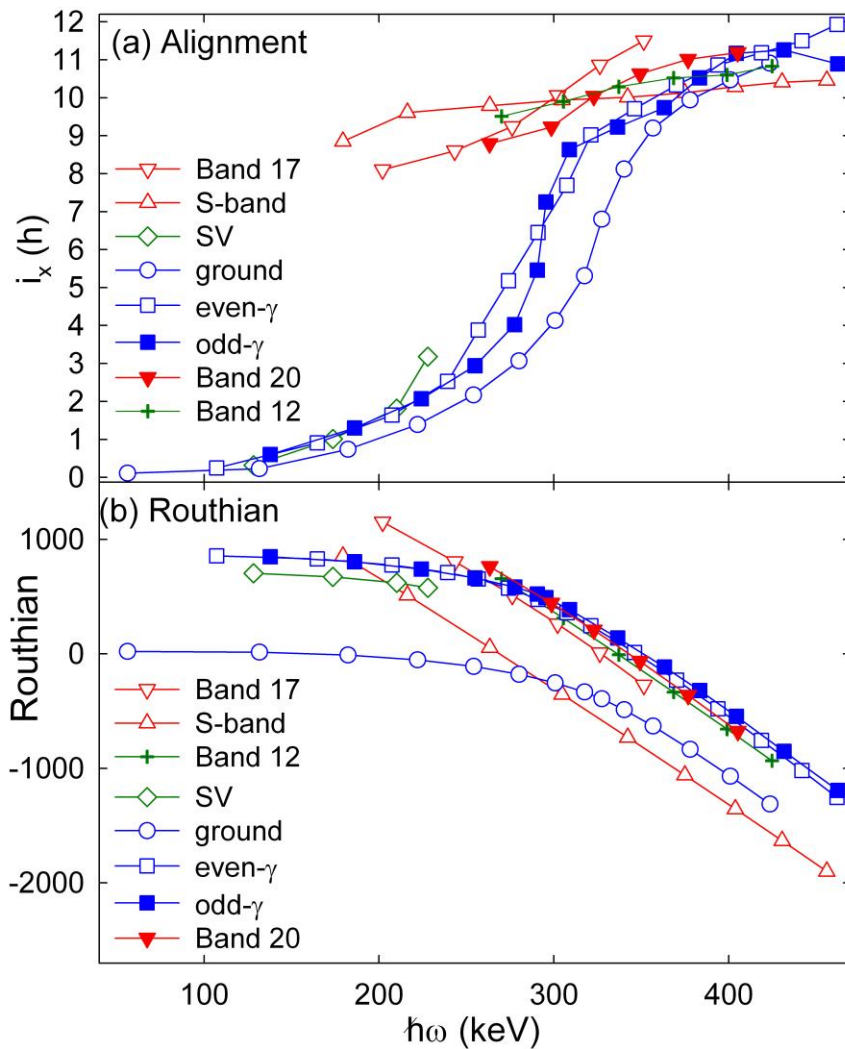 (a) Alignment
12
11
10
9
8
7
6
5
4
3
2
1
0
i_x (h)
Band 17
S-band
SV
ground
even-γ
odd-γ
Band 20
Band 12
(b) Routhian
1000
0
-1000
-2000
Routhian
Band 17
S-band
Band 12
SV
ground
even-γ
odd-γ
Band 20
100 200 300 400
ħω (keV)